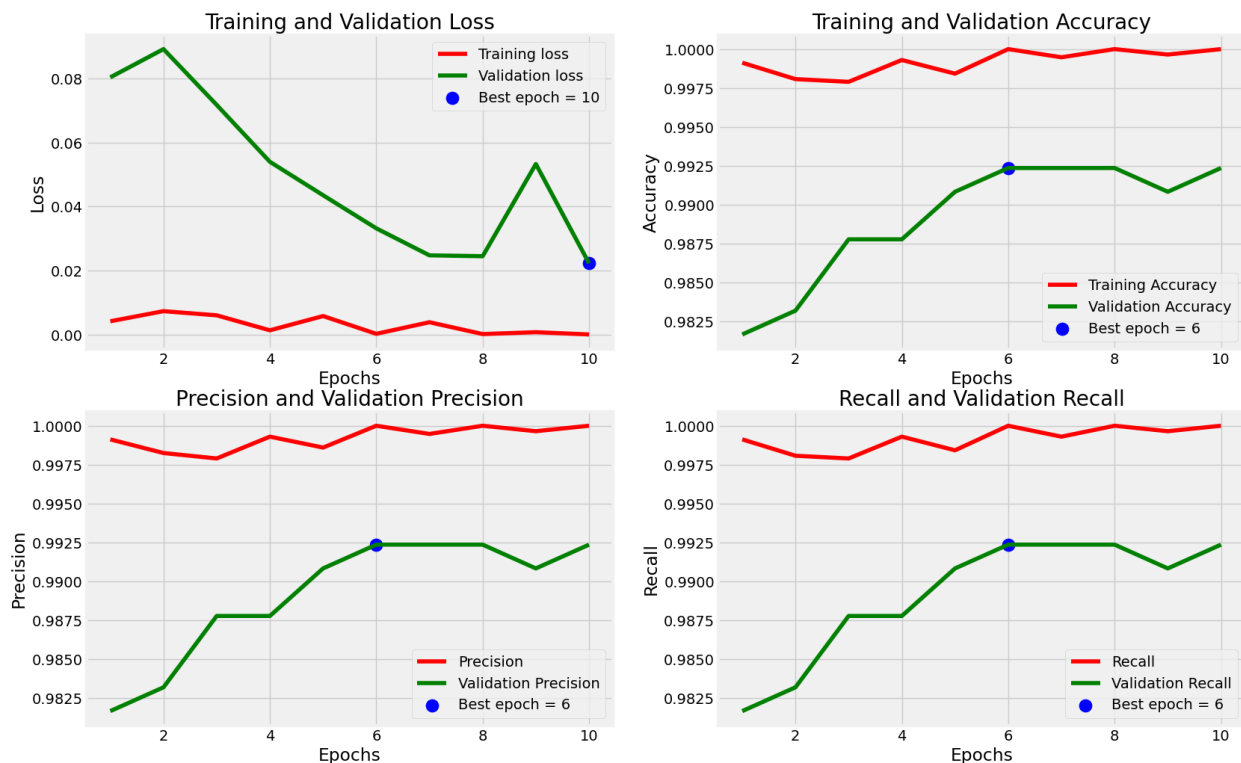 Training and Validation Loss
Training loss
Validation loss
Best epoch = 10
0.08
0.06
0.04
0.02
0.00
Loss
2 4 6 8 10
Epochs
Training and Validation Accuracy
1.0000
0.9975
0.9950
0.9925
0.9900
0.9875
0.9850
0.9825
Accuracy
Training Accuracy
Validation Accuracy
Best epoch = 6
2 4 6 8 10
Epochs
Precision and Validation Precision
1.0000
0.9975
0.9950
0.9925
0.9900
0.9875
0.9850
0.9825
Precision
Precision
Validation Precision
Best epoch = 6
2 4 6 8 10
Epochs
Recall and Validation Recall
1.0000
0.9975
0.9950
0.9925
0.9900
0.9875
0.9850
0.9825
Recall
Recall
Validation Recall
Best epoch = 6
2 4 6 8 10
Epochs